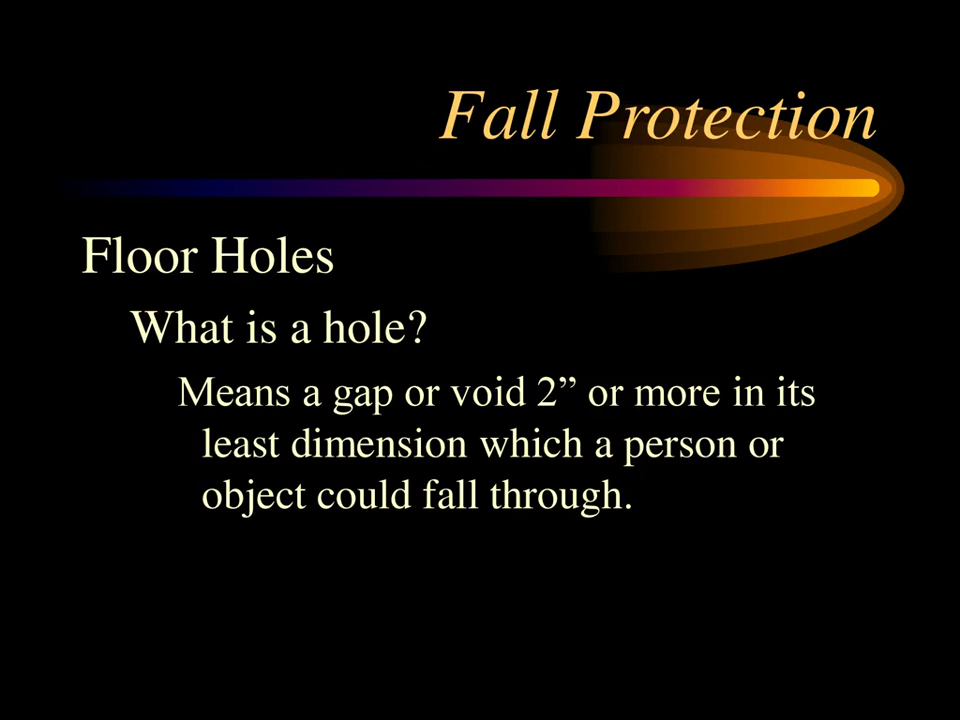 Fall Protection
Floor Holes
What is a hole?
Means a gap or void 2” or more in its
least dimension which a person or
object could fall through.